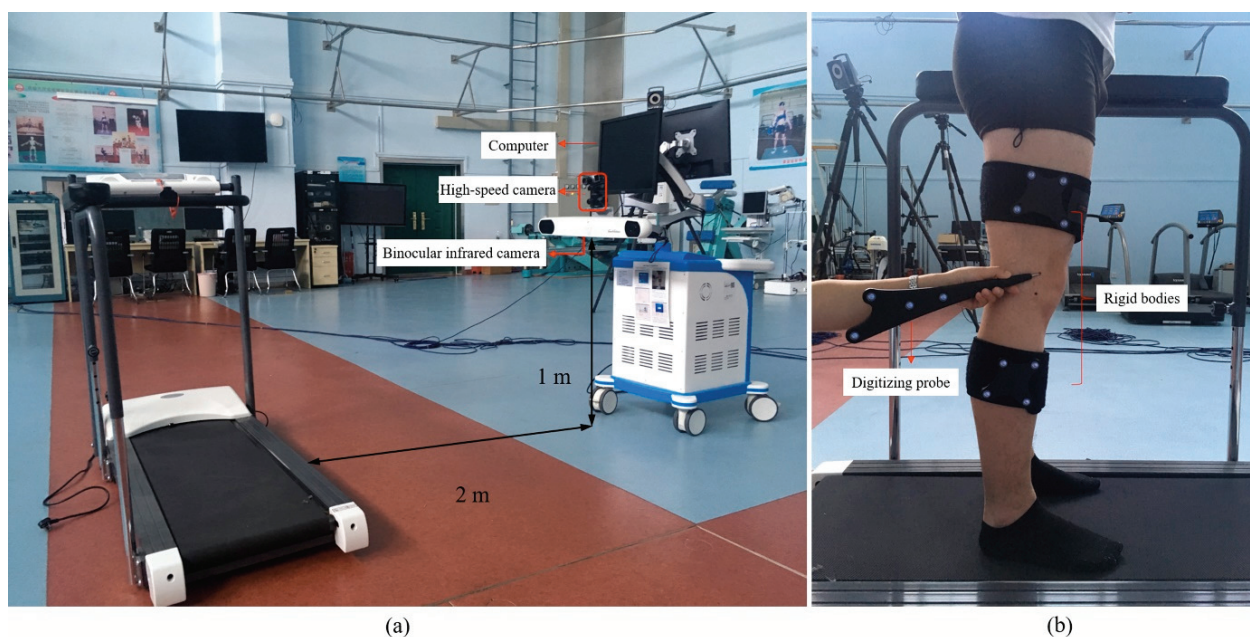 Computer
High-speed camera
Binocular infrared camera
1 m
2 m
Rigid bodies
Digitizing probe
(a)
(b)